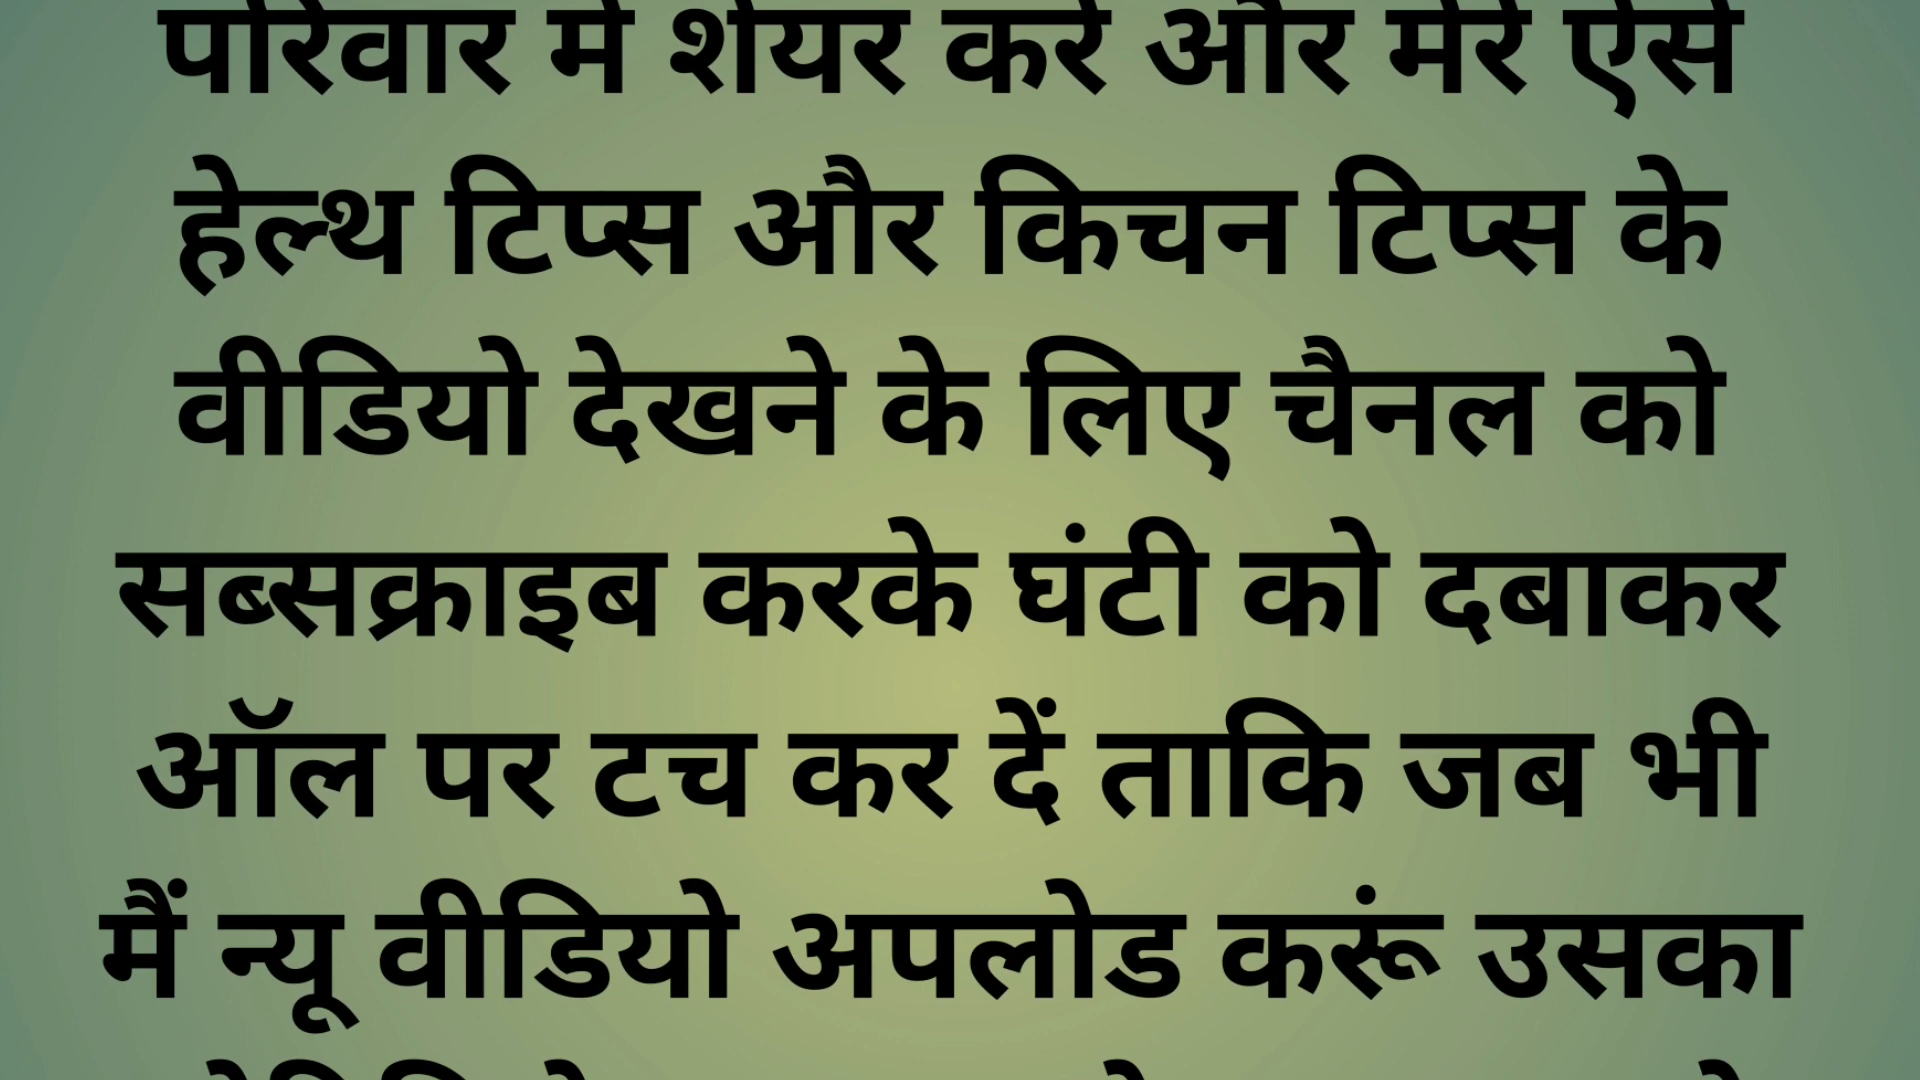 परिवार में शेयर करें और मेरे ऐसे
हेल्थ टिप्स और किचन टिप्स के
वीडियो देखने के लिए चैनल को
सब्सक्राइब करके घंटी को दबाकर
ऑल पर टच कर दें ताकि जब भी
मैं न्यू वीडियो अपलोड करूं उसका